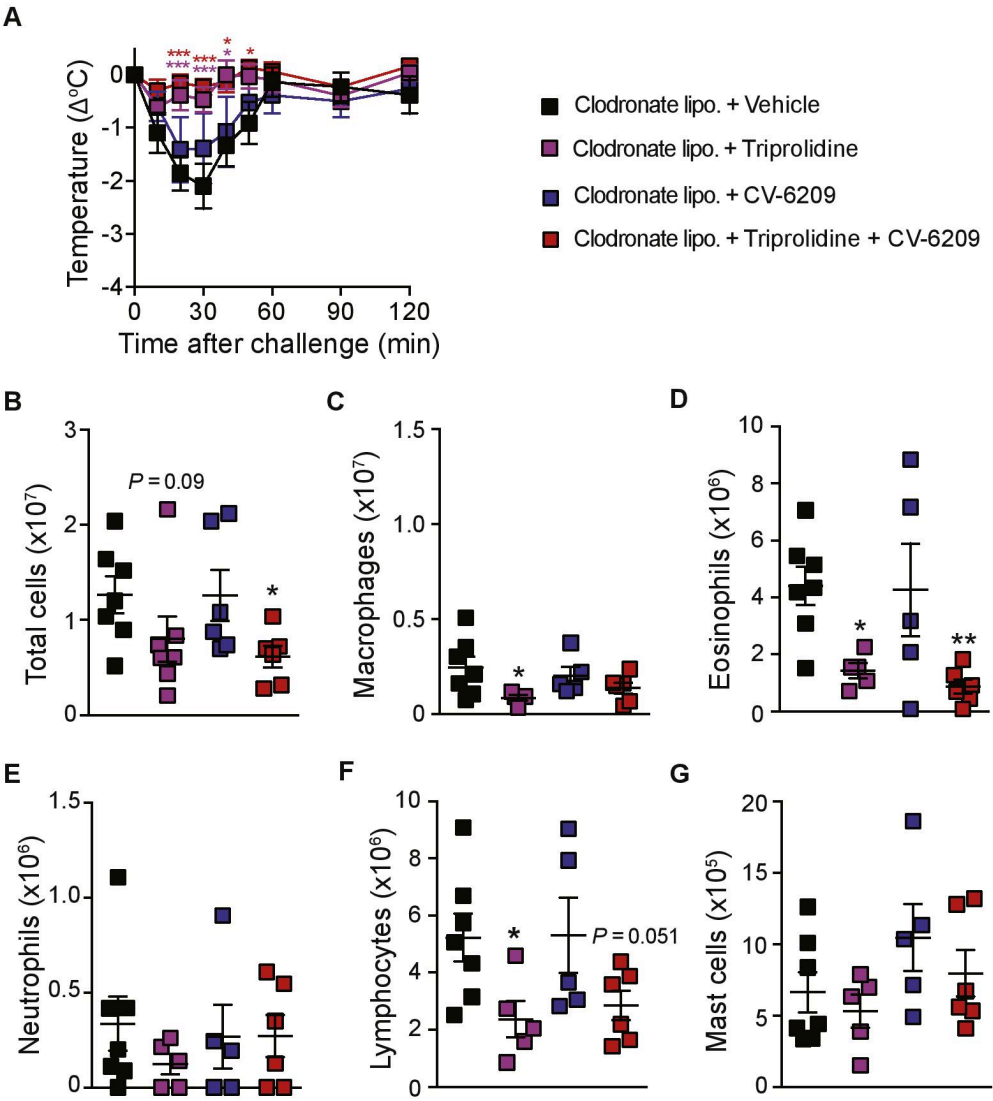 A
***
***
***
***
*
*
*
0
-1
-2
-3
-4
Temperature (Δ°C)
0 30 60 90 120
Time after challenge (min)
Clodronate lipo. + Vehicle
Clodronate lipo. + Triprolidine
Clodronate lipo. + CV-6209
Clodronate lipo. + Triprolidine + CV-6209
B
3
2
1
0
Total cells (x10⁷)
P = 0.09
*
C
1.5
1.0
0.5
0
Macrophages (x10⁷)
*
D
10
8
6
4
2
0
Eosinophils (x10⁶)
*
**
E
1.5
1.0
0.5
0
Neutrophils (x10⁶)
F
10
8
6
4
2
0
Lymphocytes (x10⁶)
*
P = 0.051
G
20
15
10
5
0
Mast cells (x10⁵)